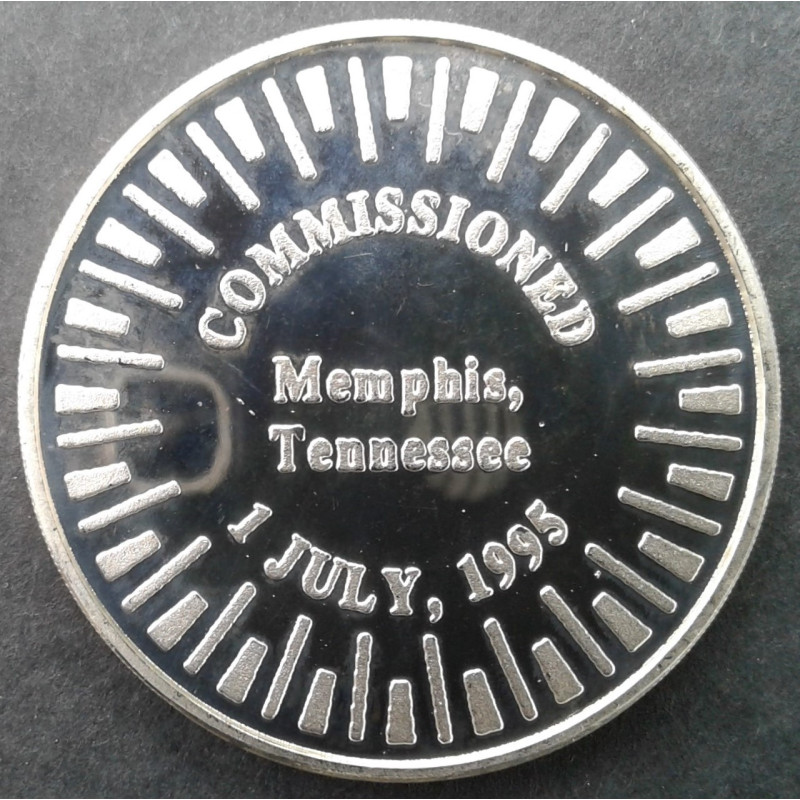 COMMISSIONED
Memphis,
Tennessee
1 JULY, 1995